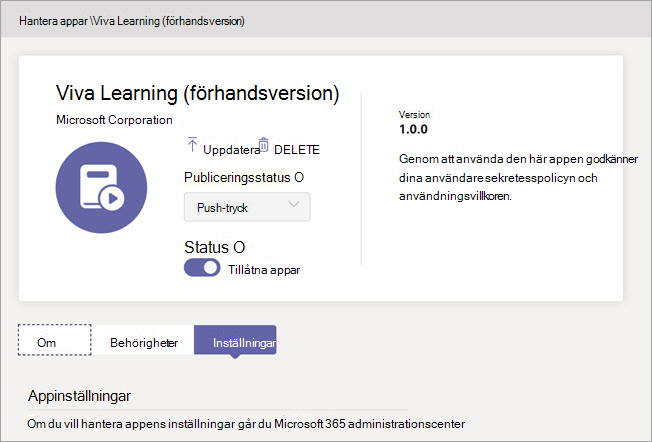 Hantera appar \Viva Learning (förhandsversion)
Viva Learning (förhandsversion)
Microsoft Corporation
Uppdatera DELETE
Publiceringsstatus O
Push-tryck
Status O
Tillåtna appar
Version
1.0.0
Genom att använda den här appen godkänner
dina användare sekretesspolicyn och
användningsvillkoren.
Om Behörigheter Inställningar
Appinställningar
Om du vill hantera appens inställningar går du Microsoft 365 administrationscenter